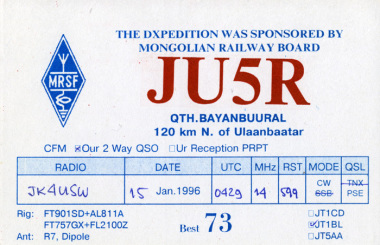 THE DXPEDITION WAS SPONSORED BY
MONGOLIAN RAILWAY BOARD
MRSF
JU5R
QTH.BAYANBUURAL
120 km N. of Ulaanbaatar
CFM ☒Our 2 Way QSO ☐Ur Reception PRPT
RADIO DATE UTC MHz RST MODE QSL
JK4USW 15 Jan.1996 0429 14 599 CW SSB TNX PSE
Rig: FT901SD+AL811A
FT757GX+FL2100Z
Ant: R7, Dipole
Best 73
☐JT1CD
☑JT1BL
☐JT5AA